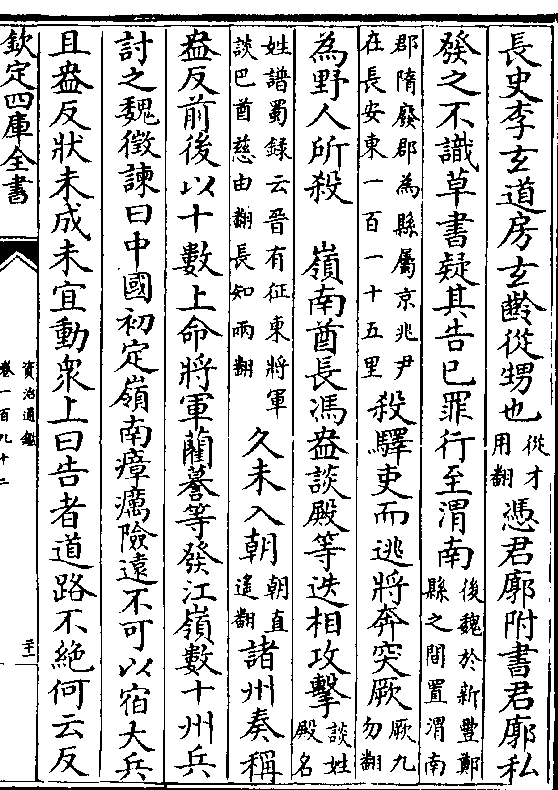 長史李玄道房玄齡從甥也從才用翻馮君廓附書君廓私
發之不識草書疑其告已罪行至渭南後魏於新豐鄭縣之間置渭南
郡隋廢郡為縣屬京兆尹在長安東一百一十五里殺驛吏而逃將奔突厥厥九勿翻
為野人所殺 嶺南酋長馮盎談殿等迭相攻擊談姓殿名
姓譜蜀錄云晉有征東將軍談巴酋慈由翻長知兩翻久未入朝朝直遙翻諸州奏稱
盎反前後以十數上命將軍藺謩等發江嶺數十州兵
討之魏徵諫曰中國初定嶺南瘴癘險遠不可以宿大兵
且盎反狀未成未宜動衆上曰告者道路不絕何云反
欽定四庫全書
資治通鑑
卷一百九十二
二十